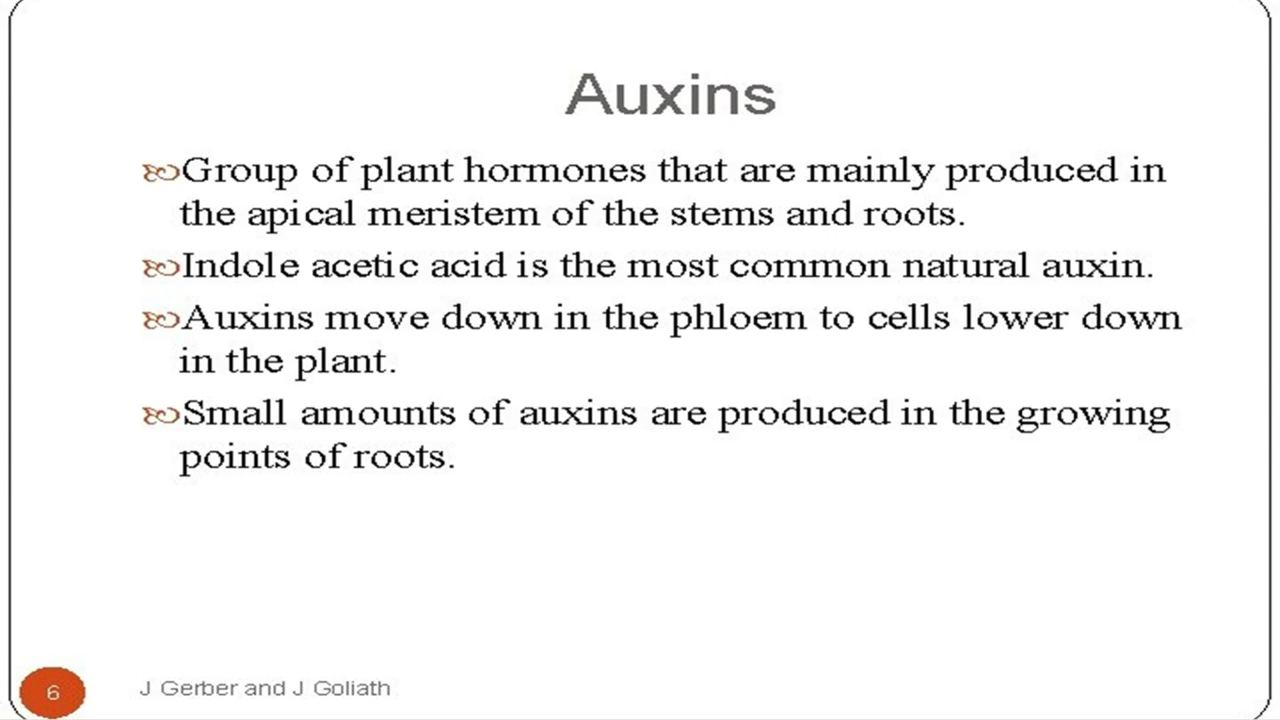 Auxins
Group of plant hormones that are mainly produced in
the apical meristem of the stems and roots.
Indole acetic acid is the most common natural auxin.
Auxins move down in the phloem to cells lower down
in the plant.
Small amounts of auxins are produced in the growing
points of roots.
6
J Gerber and J Goliath